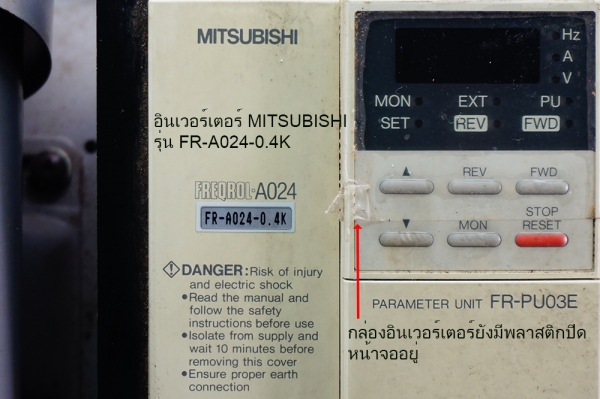 MITSUBISHI
อินเวอร์เตอร์ MITSUBISHI
รุ่น FR-A024-0.4K
FREQROL-A024
FR-A024-0.4K
DANGER: Risk of injury
and electric shock
•Read the manual and
follow the safety
instructions before use
•Isolate from supply and
wait 10 minutes before
removing this cover
•Ensure proper earth
connection
Hz
A
V
MON EXT PU
SET REV FWD
▲ REV FWD
STOP
▼ MON RESET
PARAMETER UNIT FR-PU03E
กล่องอินเวอร์เตอร์ยังมีพลาสติกปิด
หน้าจออยู่